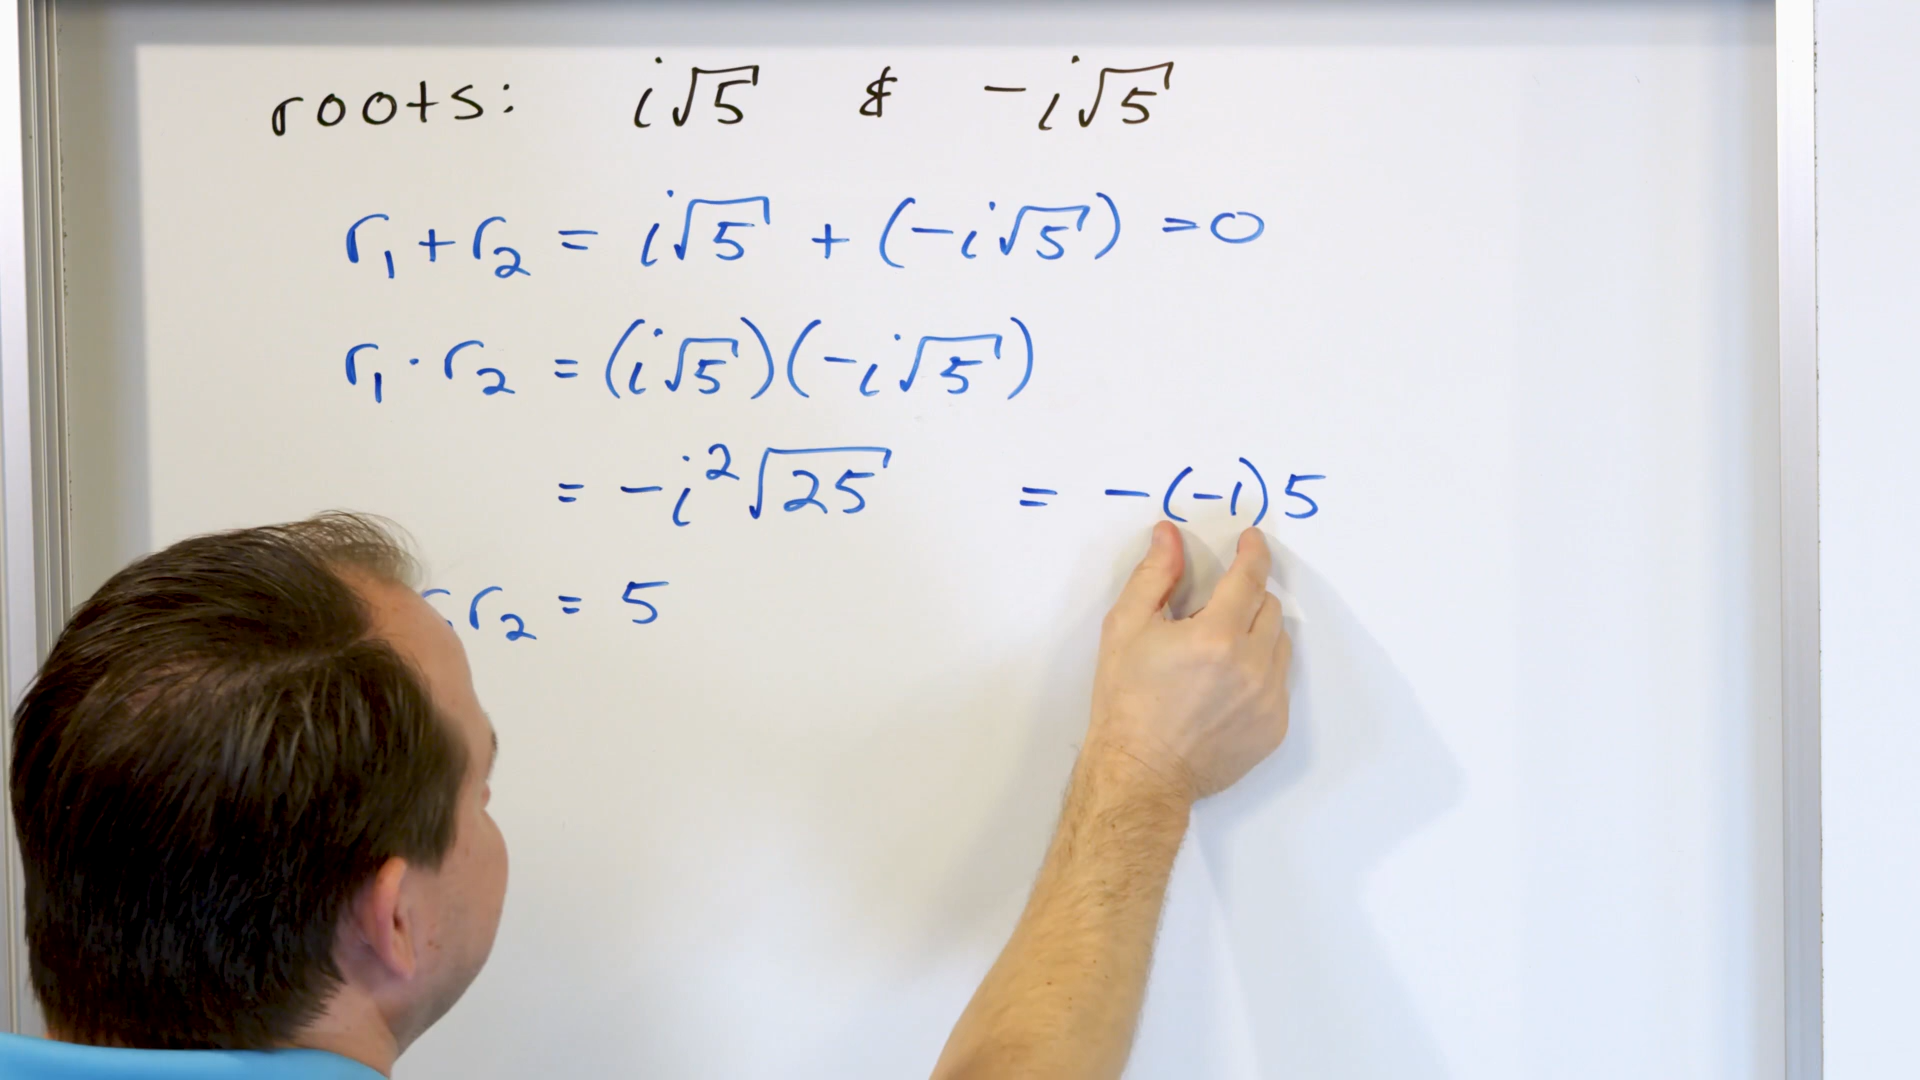 roots: i√5 & -i√5
r₁+r₂ = i√5 + (-i√5) =0
r₁·r₂ = (i√5)(-i√5)
= -i²√25 = -(-1)5
r₂ = 5